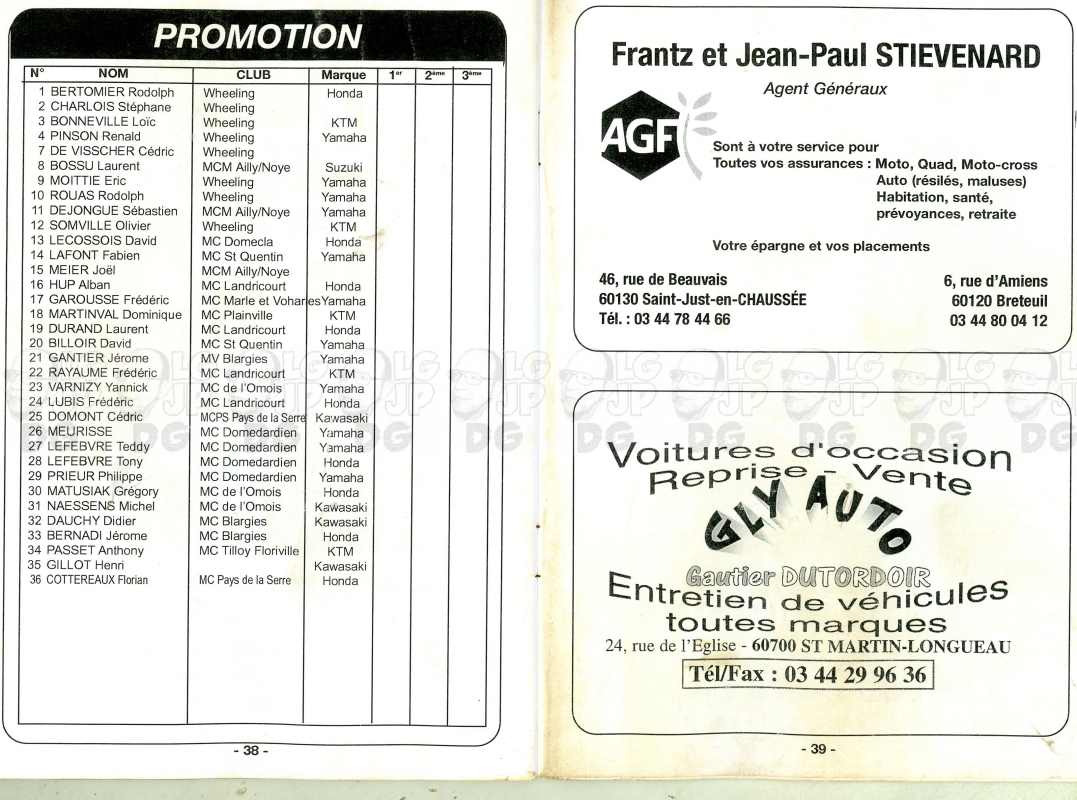 PROMOTION
N° NOM CLUB Marque 1er 2ème 3ème
1 BERTOMIER Rodolph Wheeling Honda
2 CHARLOIS Stéphane Wheeling
3 BONNEVILLE Loïc Wheeling KTM
4 PINSON Renald Wheeling Yamaha
7 DE VISSCHER Cédric Wheeling
8 BOSSU Laurent MCM Ailly/Noye Suzuki
9 MOITTIE Eric Wheeling Yamaha
10 ROUAS Rodolph Wheeling Yamaha
11 DEJONGUE Sébastien MCM Ailly/Noye Yamaha
12 SOMVILLE Olivier Wheeling KTM
13 LECOSSOIS David MC Domecla Honda
14 LAFONT Fabien MC St Quentin Yamaha
15 MEIER Joël MCM Ailly/Noye
16 HUP Alban MC Landricourt Honda
17 GAROUSSE Frédéric MC Marle et Voharies Yamaha
18 MARTINVAL Dominique MC Plainville KTM
19 DURAND Laurent MC Landricourt Honda
20 BILLOIR David MC St Quentin Yamaha
21 GANTIER Jérome MV Blargies Yamaha
22 RAYAUME Frédéric MC Landricourt KTM
23 VARNIZY Yannick MC de l'Omois Yamaha
24 LUBIS Frédéric MC Landricourt Honda
25 DOMONT Cédric MCPS Pays de la Serre Kawasaki
26 MEURISSE MC Domedardien Yamaha
27 LEFEBVRE Teddy MC Domedardien Yamaha
28 LEFEBVRE Tony MC Domedardien Honda
29 PRIEUR Philippe MC Domedardien Yamaha
30 MATUSIAK Grégory MC de l'Omois Honda
31 NAESSENS Michel MC de l'Omois Kawasaki
32 DAUCHY Didier MC Blargies Kawasaki
33 BERNADI Jérome MC Blargies Honda
34 PASSET Anthony MC Tilloy Floriville KTM
35 GILLOT Henri Kawasaki
36 COTTEREAUX Florian MC Pays de la Serre Honda
- 38 -
Frantz et Jean-Paul STIEVENARD
Agent Généraux
AGF
Sont à votre service pour
Toutes vos assurances : Moto, Quad, Moto-cross
Auto (résilés, maluses)
Habitation, santé,
prévoyances, retraite
Votre épargne et vos placements
46, rue de Beauvais
60130 Saint-Just-en-CHAUSSÉE
Tél. : 03 44 78 44 66
6, rue d'Amiens
60120 Breteuil
03 44 80 04 12
Voitures d'occasion
Reprise - Vente
GLY AUTO
Gautier DUTORDOIR
Entretien de véhicules
toutes marques
24, rue de l'Eglise - 60700 ST MARTIN-LONGUEAU
Tél/Fax : 03 44 29 96 36
- 39 -
LG JP DG